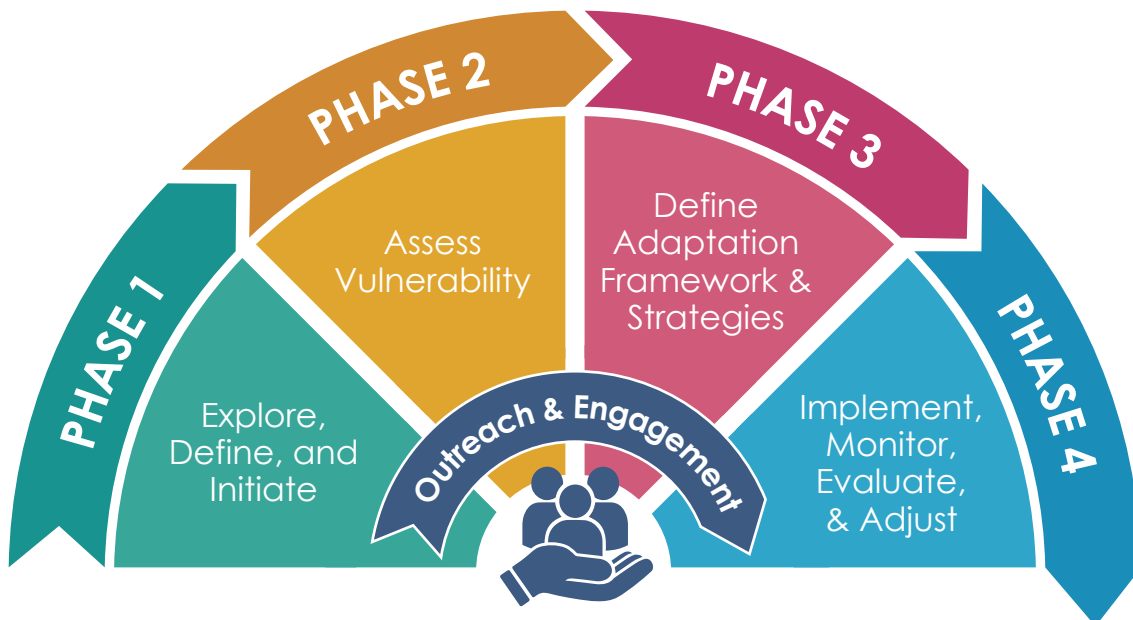 PHASE 1
Explore,
Define, and
Initiate
PHASE 2
Assess
Vulnerability
PHASE 3
Define
Adaptation
Framework &
Strategies
PHASE 4
Implement,
Monitor,
Evaluate,
& Adjust
Outreach & Engagement